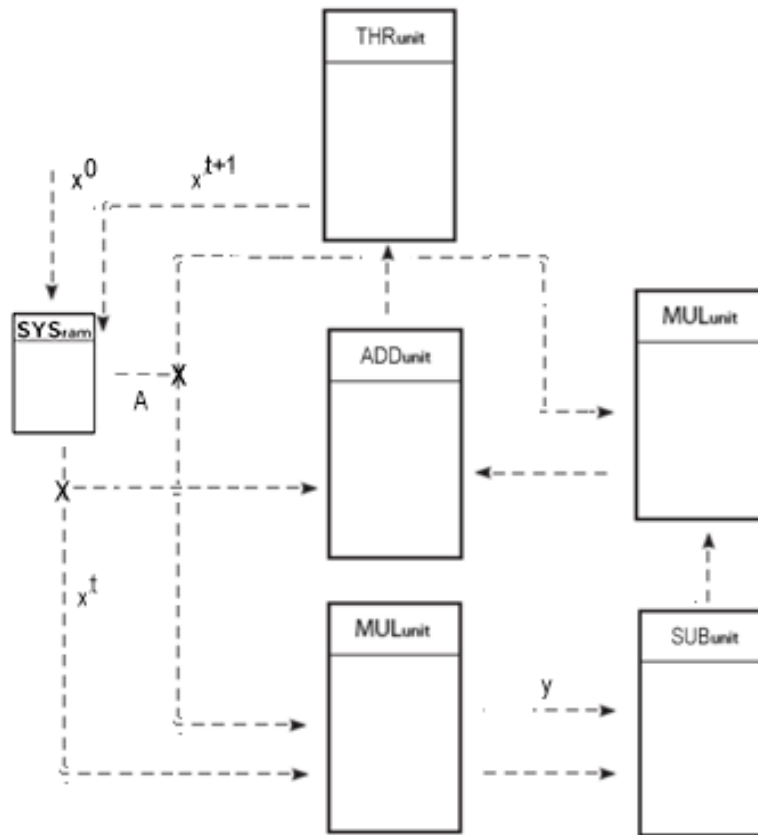 THRunit
x0
xt+1
SYSram
MULunit
ADDunit
A
X
X
xt
MULunit
SUBunit
y